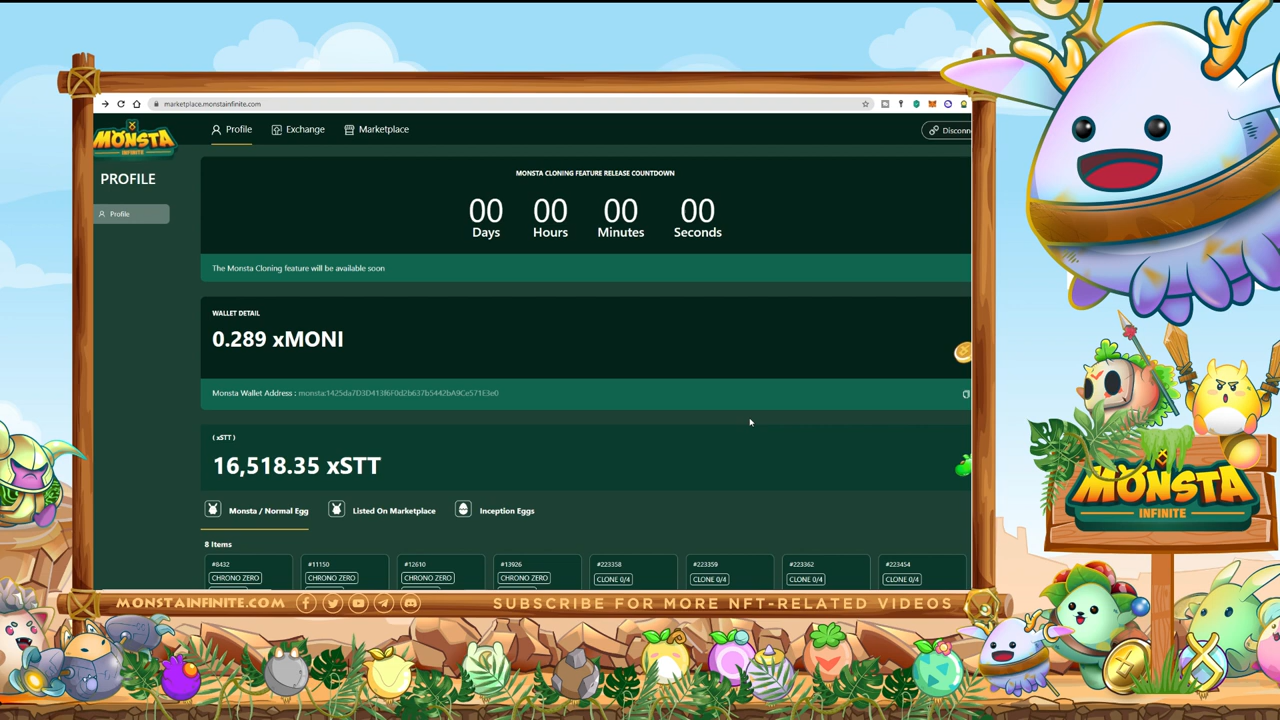 marketplace.monstainfinite.com
MONSTA
INFINITE
Profile
Exchange
Marketplace
Disconn
PROFILE
Profile
MONSTA CLONING FEATURE RELEASE COUNTDOWN
00 00 00 00
Days Hours Minutes Seconds
The Monsta Cloning feature will be available soon
WALLET DETAIL
0.289 xMONI
Monsta Wallet Address :
( xSTT )
16,518.35 xSTT
Monsta / Normal Egg
Listed On Marketplace
Inception Eggs
8 Items
#8432 #11150 #12610 #13926 #223358 #223359 #223362 #223454
CHRONO ZERO CHRONO ZERO CHRONO ZERO CHRONO ZERO CLONE 0/4 CLONE 0/4 CLONE 0/4 CLONE 0/4
MONSTA
INFINITE
MONSTAINFINITE.COM
SUBSCRIBE FOR MORE NFT-RELATED VIDEOS